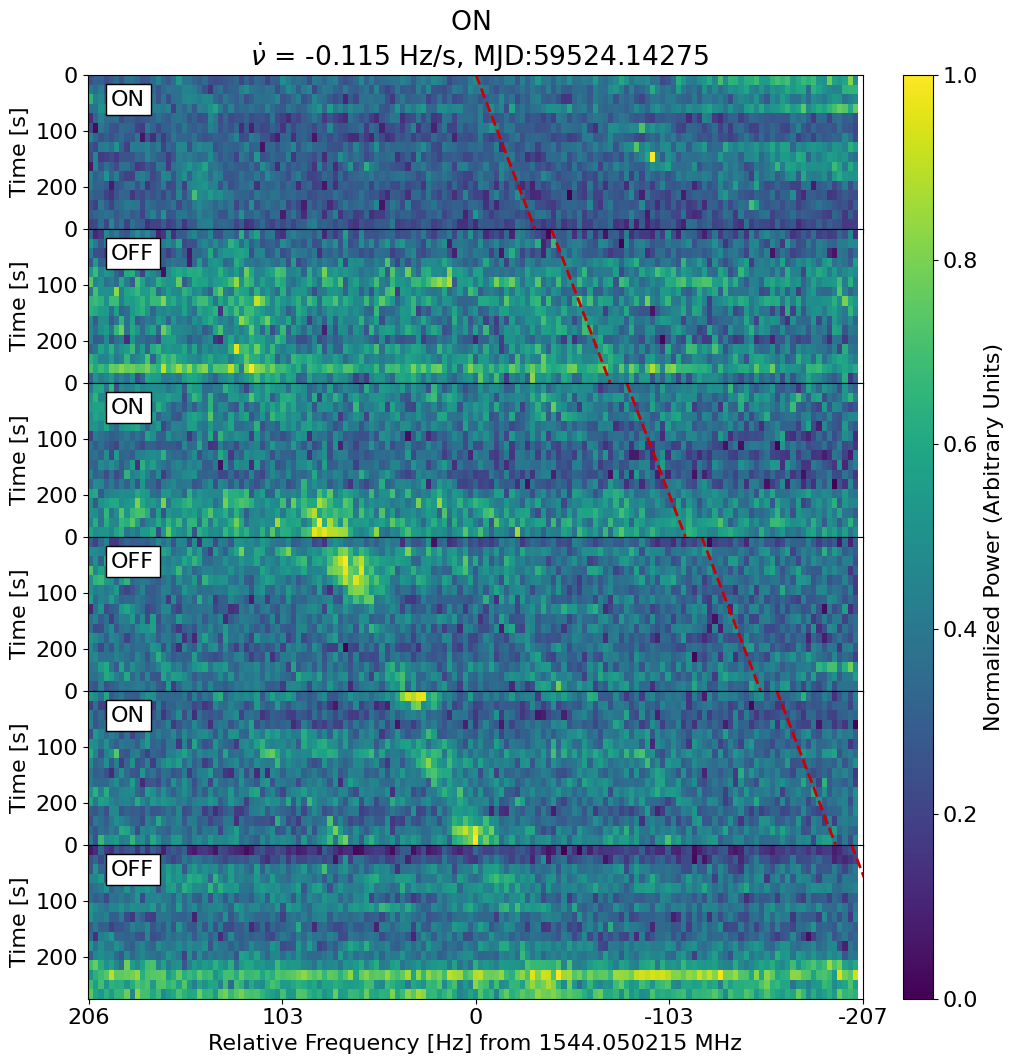 ON
ν̇ = -0.115 Hz/s, MJD:59524.14275
0
100
200
Time [s]
ON
0
100
200
Time [s]
OFF
0
100
200
Time [s]
ON
0
100
200
Time [s]
OFF
0
100
200
Time [s]
ON
0
100
200
Time [s]
OFF
206 103 0 -103 -207
Relative Frequency [Hz] from 1544.050215 MHz
1.0
0.8
0.6
0.4
0.2
0.0
Normalized Power (Arbitrary Units)